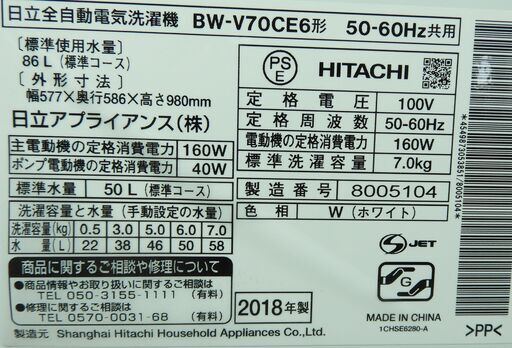 日立全自動電気洗濯機 BW-V70CE6形 50-60Hz共用
[標準使用水量]
86L(標準コース)
[外形寸法]
幅577×奥行586×高さ980mm
日立アプライアンス(株)
主電動機の定格消費電力 160W
ポンプ電動機の定格消費電力 40W
標準水量 50L(標準コース)
洗濯容量と水量(手動設定の水量)
洗濯容量(kg) 0.5 3.0 5.0 6.0 7.0
水量(L) 22 38 46 50 58
商品に関するご相談や修理について
●商品情報やお取り扱いに関するご相談
TEL 050-3155-1111 (有料)
●修理に関するご相談
TEL 0570-0031-68 (有料)
製造元 Shanghai Hitachi Household Appliances Co.,Ltd.
PS
E
HITACHI
定格電圧 100V
定格周波数 50-60Hz
電動機の定格消費電力 160W
標準洗濯容量 7.0kg
製造番号 8005104
色相 W(ホワイト)
S JET
G
2018年製
MADE IN CHINA
1CHSE6280-A
>PP<